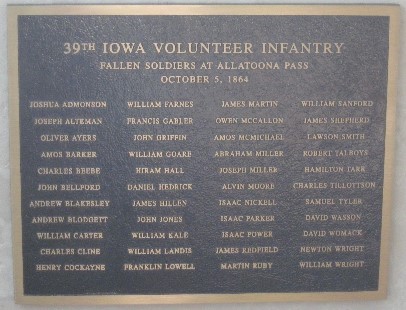 39TH IOWA VOLUNTEER INFANTRY
FALLEN SOLDIERS AT ALLATOONA PASS
OCTOBER 5, 1864
JOSHUA ADMONSON WILLIAM FARNES JAMES MARTIN WILLIAM SANFORD
JOSEPH ALTEMAN FRANCIS GABLER OWEN MCCALLON JAMES SHEPHERD
OLIVER AYERS JOHN GRIFFIN AMOS MCMICHAEL LAWSON SMITH
AMOS BARKER WILLIAM GOARE ABRAHAM MILLER ROBERT TALBOYS
CHARLES BEEBE HIRAM HALL JOSEPH MILLER HAMILTON TARR
JOHN BELLFORD DANIEL HEDRICK ALVIN MOORE CHARLES TILLOTTSON
ANDREW BLAKESLEY JAMES HILLEN ISAAC NICKELL SAMUEL TYLER
ANDREW BLODGETT JOHN JONES ISAAC PARKER DAVID WASSON
WILLIAM CARTER WILLIAM KALE ISAAC POWER DAVID WOMACK
CHARLES CLINE WILLIAM LANDIS JAMES REDFIELD NEWTON WRIGHT
HENRY COCKAYNE FRANKLIN LOWELL MARTIN RUBY WILLIAM WRIGHT